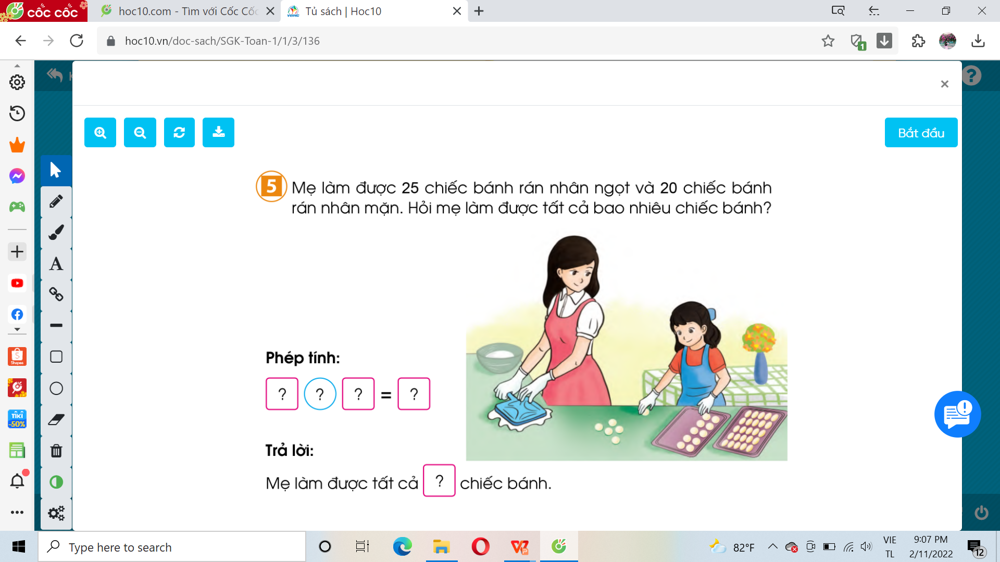 cốc cốc
hoc10.com - Tìm với Cốc Cốc
Tủ sách | Hoc10
hoc10.vn/doc-sach/SGK-Toan-1/1/3/136
1
?
×
Bắt đầu
5 Mẹ làm được 25 chiếc bánh rán nhân ngọt và 20 chiếc bánh
rán nhân mặn. Hỏi mẹ làm được tất cả bao nhiêu chiếc bánh?
A
Phép tính:
? ? ? = ?
Trả lời:
Mẹ làm được tất cả ? chiếc bánh.
Shopee
TIKI
-50%
Type here to search
82°F
VIE
TL
9:07 PM
2/11/2022
12